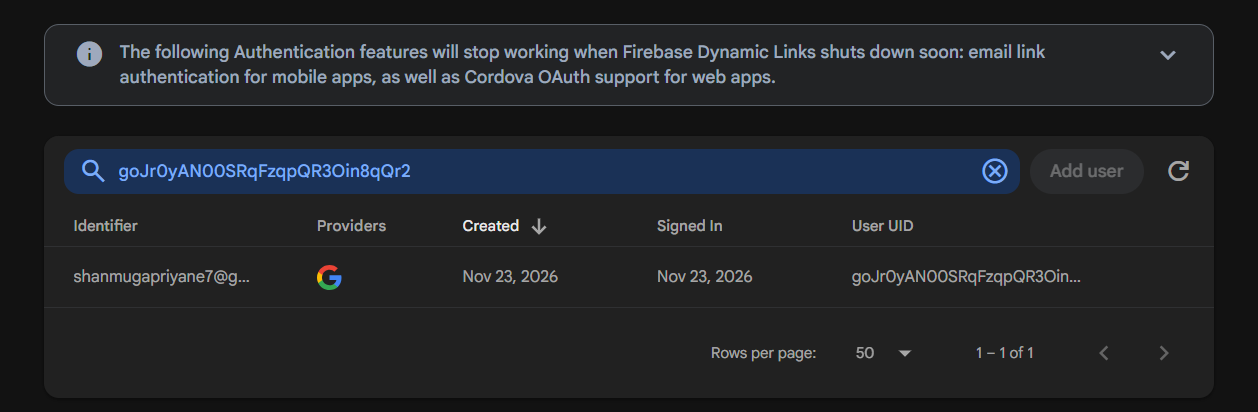 The following Authentication features will stop working when Firebase Dynamic Links shuts down soon: email link
authentication for mobile apps, as well as Cordova OAuth support for web apps.
goJr0yAN00SRqFzqpQR3Oin8qQr2
Add user
Identifier Providers Created Signed In User UID
shanmugapriyane7@g... Nov 23, 2026 Nov 23, 2026 goJr0yAN00SRqFzqpQR3Oin...
Rows per page: 50 1 – 1 of 1